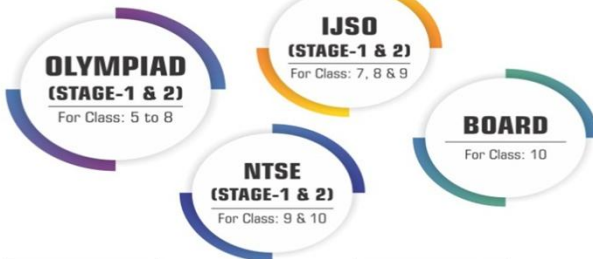 OLYMPIAD
(STAGE-1 & 2)
For Class: 5 to 8
IJSO
(STAGE-1 & 2)
For Class: 7, 8 & 9
NTSE
(STAGE-1 & 2)
For Class: 9 & 10
BOARD
For Class: 10